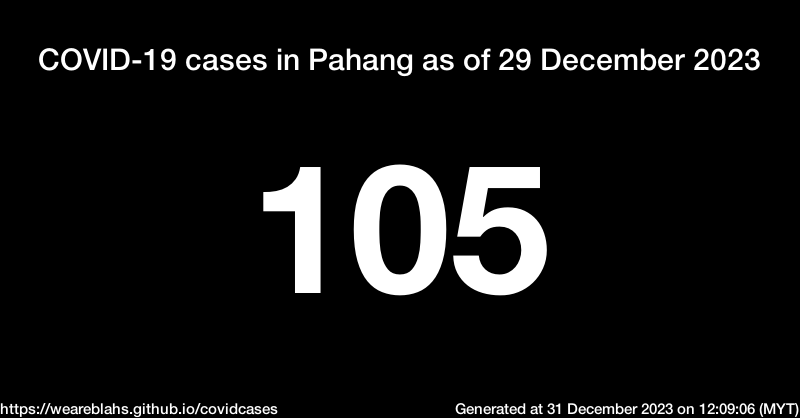 COVID-19 cases in Pahang as of 29 December 2023
105
https://weareblahs.github.io/covidcases
Generated at 31 December 2023 on 12:09:06 (MYT)